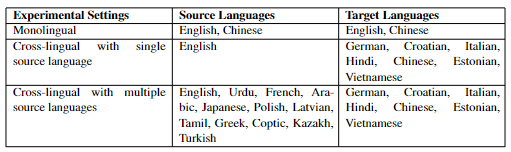 Experimental Settings Source Languages Target Languages
Monolingual English, Chinese English, Chinese
Cross-lingual with single source language English German, Croatian, Italian, Hindi, Chinese, Estonian, Vietnamese
Cross-lingual with multiple source languages English, Urdu, French, Ara-
bic, Japanese, Polish, Latvian,
Tamil, Greek, Coptic, Kazakh,
Turkish German, Croatian, Italian,
Hindi, Chinese, Estonian,
Vietnamese